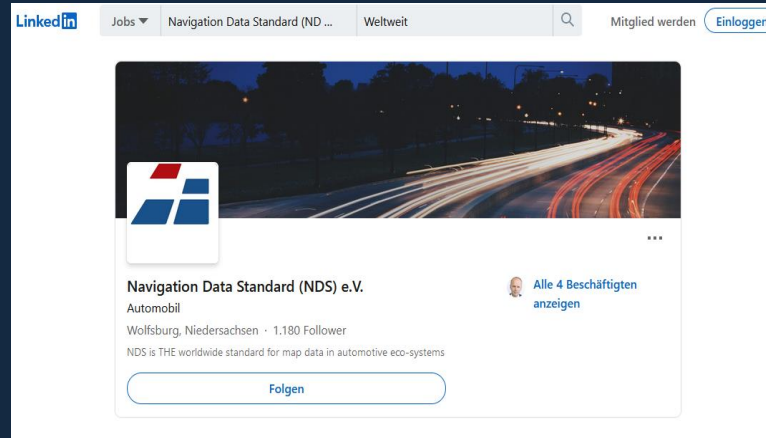 LinkedIn Jobs Navigation Data Standard (ND ... Weltweit Mitglied werden Einloggen
Navigation Data Standard (NDS) e.V.
Automobil
Wolfsburg, Niedersachsen · 1.180 Follower
NDS is THE worldwide standard for map data in automotive eco-systems
Folgen
Alle 4 Beschäftigten
anzeigen